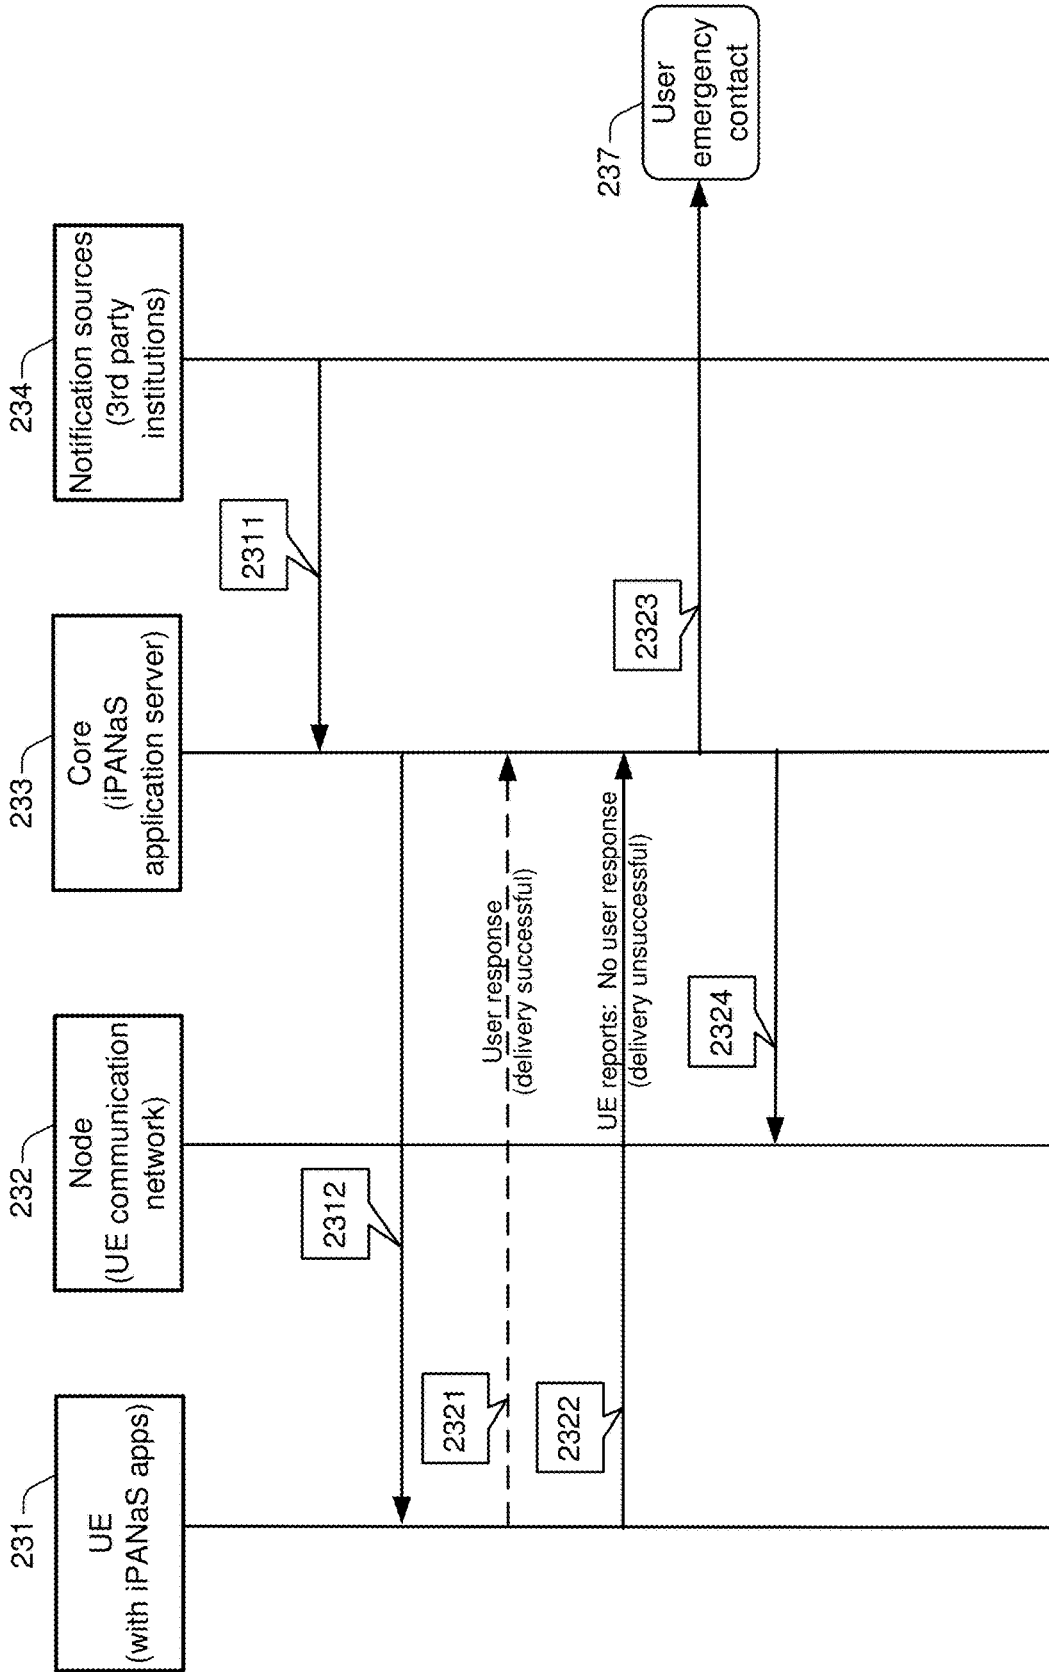 231
UE
(with iPANaS apps)
232
Node
(UE communication
network)
233
Core
(iPANaS
application server)
234
Notification sources
(3rd party
institutions)
2311
2312
2321
User response
(delivery successful)
2322
UE reports: No user response
(delivery unsuccessful)
2323
237
User
emergency
contact
2324